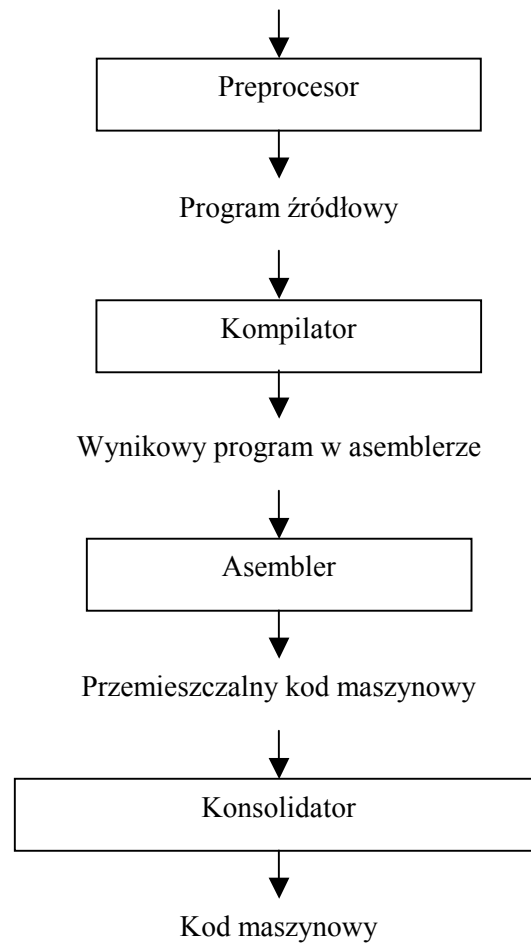 Preprocesor
Program źródłowy
Kompilator
Wynikowy program w asemblerze
Asembler
Przemieszczalny kod maszynowy
Konsolidator
Kod maszynowy